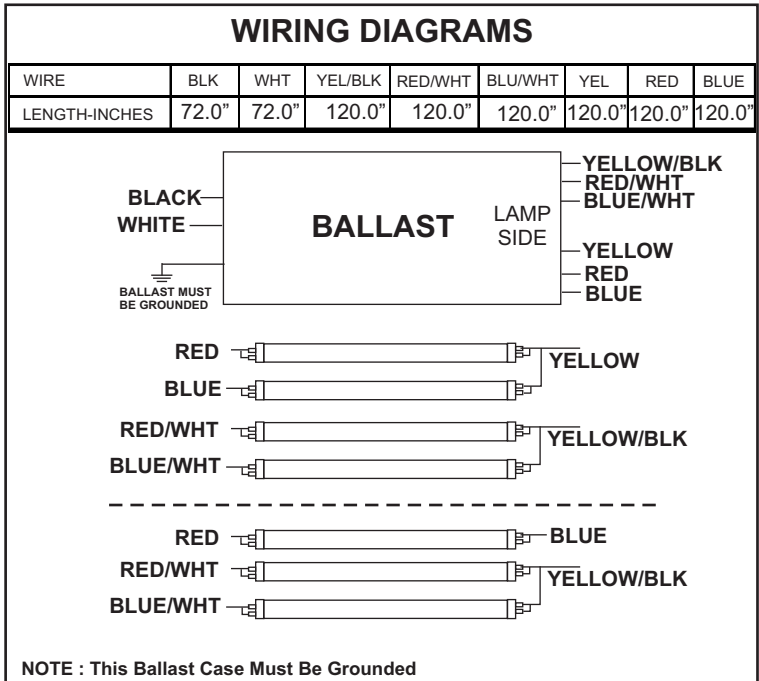 WIRING DIAGRAMS
WIRE BLK WHT YEL/BLK RED/WHT BLU/WHT YEL RED BLUE
LENGTH-INCHES 72.0" 72.0" 120.0" 120.0" 120.0" 120.0" 120.0" 120.0"
BLACK
WHITE
BALLAST MUST
BE GROUNDED
BALLAST
LAMP
SIDE
YELLOW/BLK
RED/WHT
BLUE/WHT
YELLOW
RED
BLUE
RED
YELLOW
BLUE
RED/WHT
YELLOW/BLK
BLUE/WHT
RED
BLUE
RED/WHT
YELLOW/BLK
BLUE/WHT
NOTE : This Ballast Case Must Be Grounded